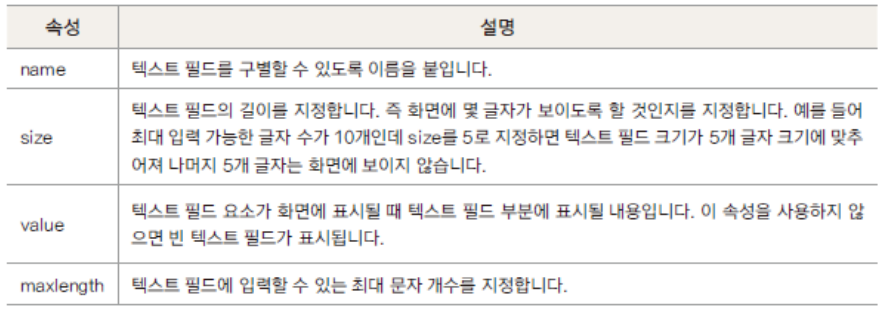 속성 설명
name 텍스트 필드를 구별할 수 있도록 이름을 붙입니다.
size 텍스트 필드의 길이를 지정합니다. 즉 화면에 몇 글자가 보이도록 할 것인지를 지정합니다. 예를 들어
최대 입력 가능한 글자 수가 10개인데 size를 5로 지정하면 텍스트 필드 크기가 5개 글자 크기에 맞추
어져 나머지 5개 글자는 화면에 보이지 않습니다.
value 텍스트 필드 요소가 화면에 표시될 때 텍스트 필드 부분에 표시될 내용입니다. 이 속성을 사용하지 않
으면 빈 텍스트 필드가 표시됩니다.
maxlength 텍스트 필드에 입력할 수 있는 최대 문자 개수를 지정합니다.